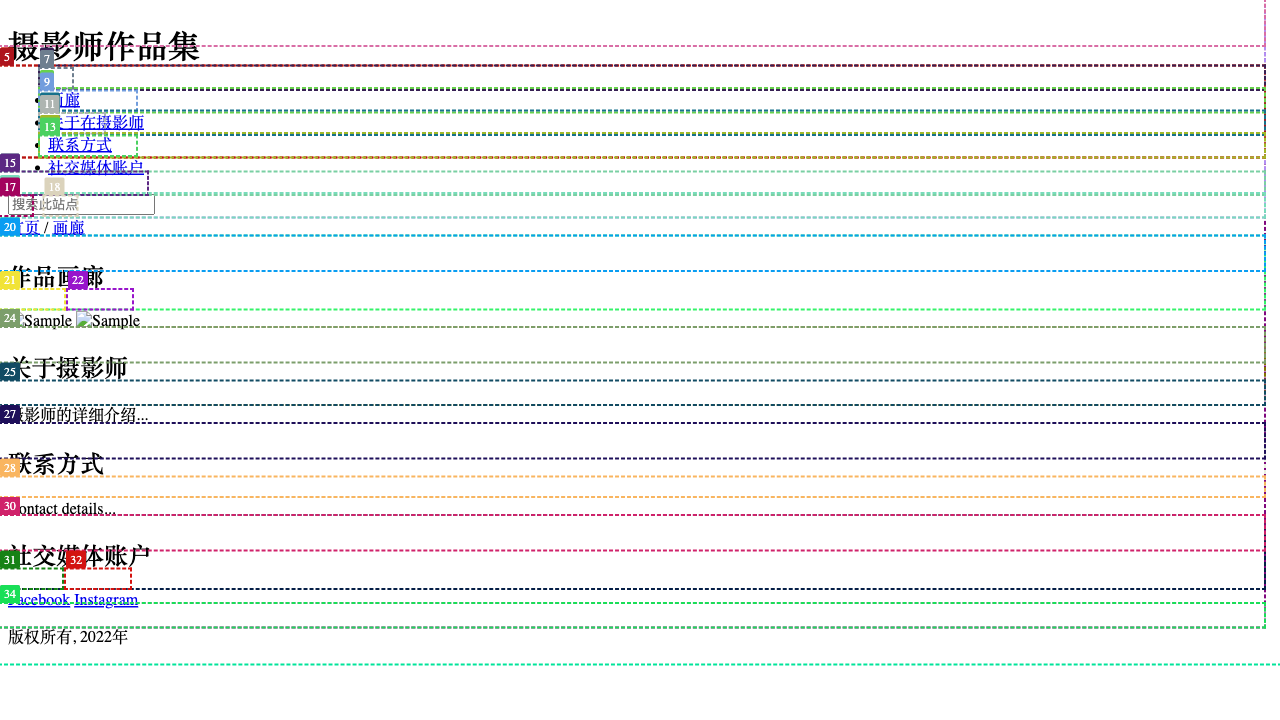 摄影师作品集
5
7
9
画廊
11
关于在摄影师
13
联系方式
15
社交媒体账户
17
18
搜索此站点
20
首页 / 画廊
作品画廊
21
22
24
Sample Sample
关于摄影师
25
摄影师的详细介绍...
27
联系方式
28
Contact details...
30
社交媒体账户
31
32
34
Facebook Instagram
版权所有, 2022年